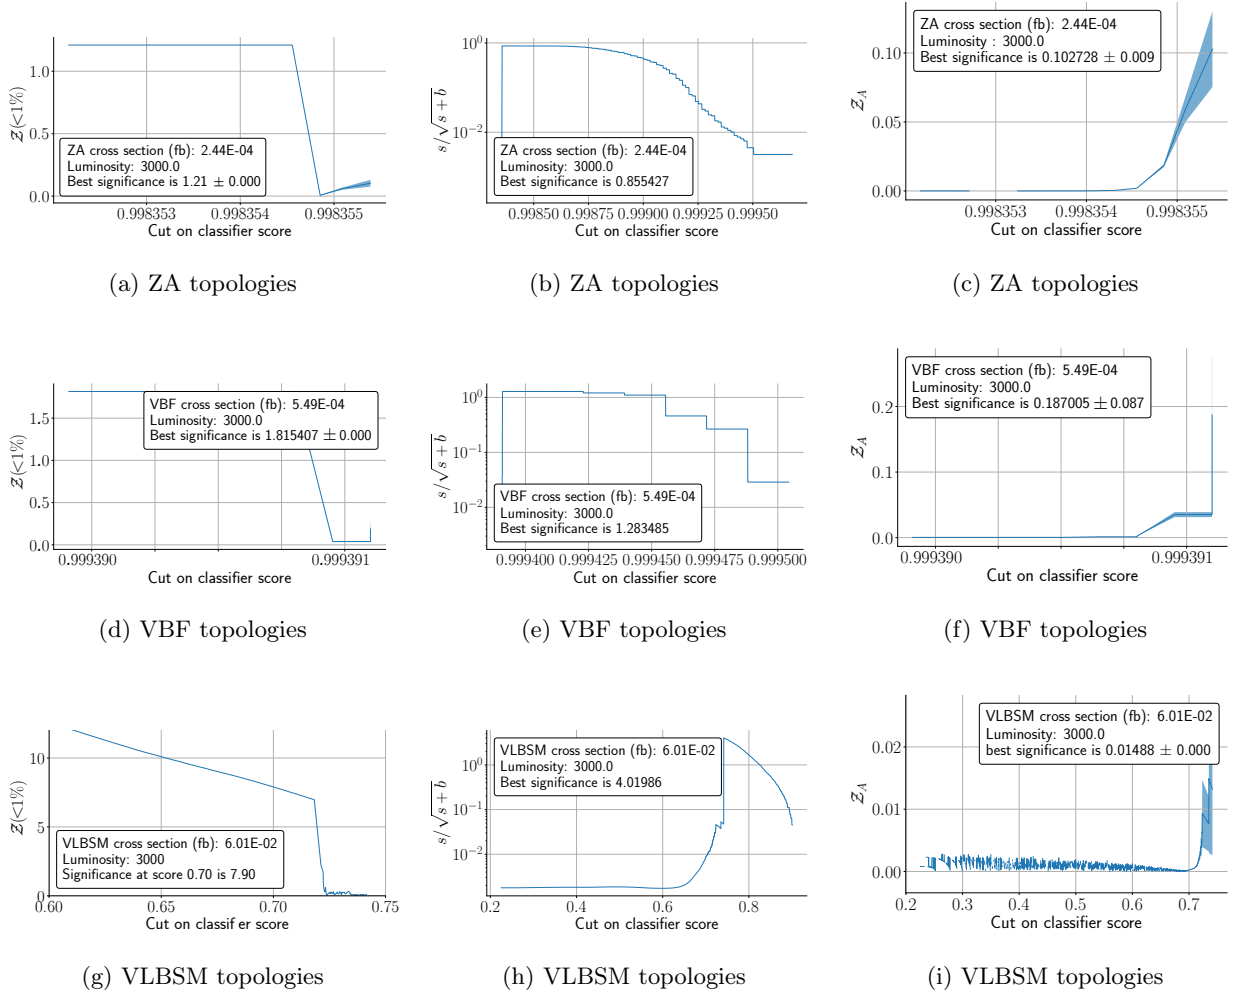 1.0
0.5
0.0
Z(<1%)
ZA cross section (fb): 2.44E-04
Luminosity: 3000.0
Best significance is 1.21 ± 0.000
0.998353
0.998354
0.998355
Cut on classifier score
(a) ZA topologies
10^0
10^-2
s/√s + b
ZA cross section (fb): 2.44E-04
Luminosity: 3000.0
Best significance is 0.855427
0.99850
0.99875
0.99900
0.99925
0.99950
Cut on classifier score
(b) ZA topologies
0.10
0.05
0.00
Z_A
ZA cross section (fb): 2.44E-04
Luminosity : 3000.0
Best significance is 0.102728 ± 0.009
0.998353
0.998354
0.998355
Cut on classifier score
(c) ZA topologies
1.5
1.0
0.5
0.0
Z(<1%)
VBF cross section (fb): 5.49E-04
Luminosity: 3000.0
Best significance is 1.815407 ± 0.000
0.999390
0.999391
Cut on classifier score
(d) VBF topologies
10^0
10^-1
10^-2
s/√s + b
VBF cross section (fb): 5.49E-04
Luminosity: 3000.0
Best significance is 1.283485
0.999400
0.999425
0.999450
0.999475
0.999500
Cut on classifier score
(e) VBF topologies
0.2
0.1
0.0
Z_A
VBF cross section (fb): 5.49E-04
Luminosity: 3000.0
Best significance is 0.187005 ± 0.087
0.999390
0.999391
Cut on classifier score
(f) VBF topologies
10
5
0
Z(<1%)
VLBSM cross section (fb): 6.01E-02
Luminosity: 3000
Significance at score 0.70 is 7.90
0.60
0.65
0.70
0.75
Cut on classifier score
(g) VLBSM topologies
10^0
10^-1
10^-2
s/√s + b
VLBSM cross section (fb): 6.01E-02
Luminosity: 3000.0
Best significance is 4.01986
0.2
0.4
0.6
0.8
Cut on classifier score
(h) VLBSM topologies
0.02
0.01
0.00
Z_A
VLBSM cross section (fb): 6.01E-02
Luminosity: 3000.0
best significance is 0.01488 ± 0.000
0.2
0.3
0.4
0.5
0.6
0.7
Cut on classifier score
(i) VLBSM topologies